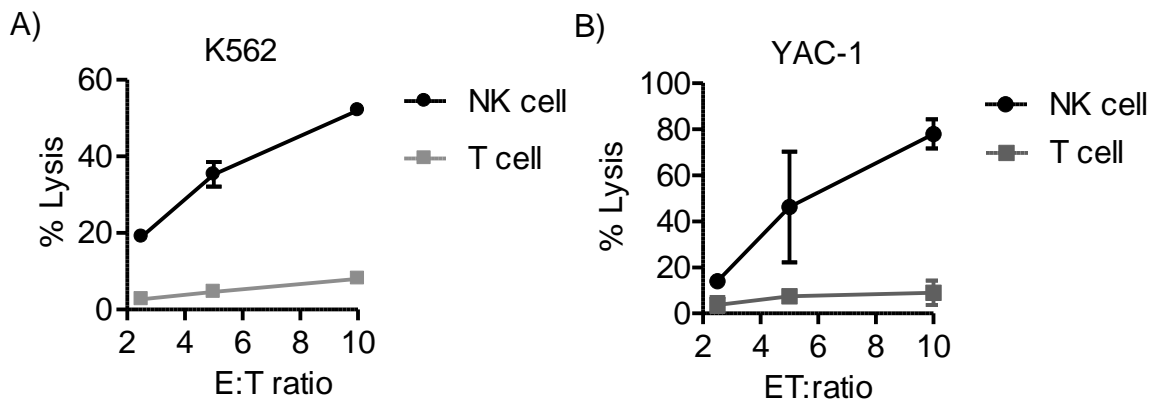 A)
K562
60
40
20
0
% Lysis
2 4 6 8 10
E:T ratio
NK cell
T cell
B)
YAC-1
100
80
60
40
20
0
% Lysis
2 4 6 8 10
ET:ratio
NK cell
T cell